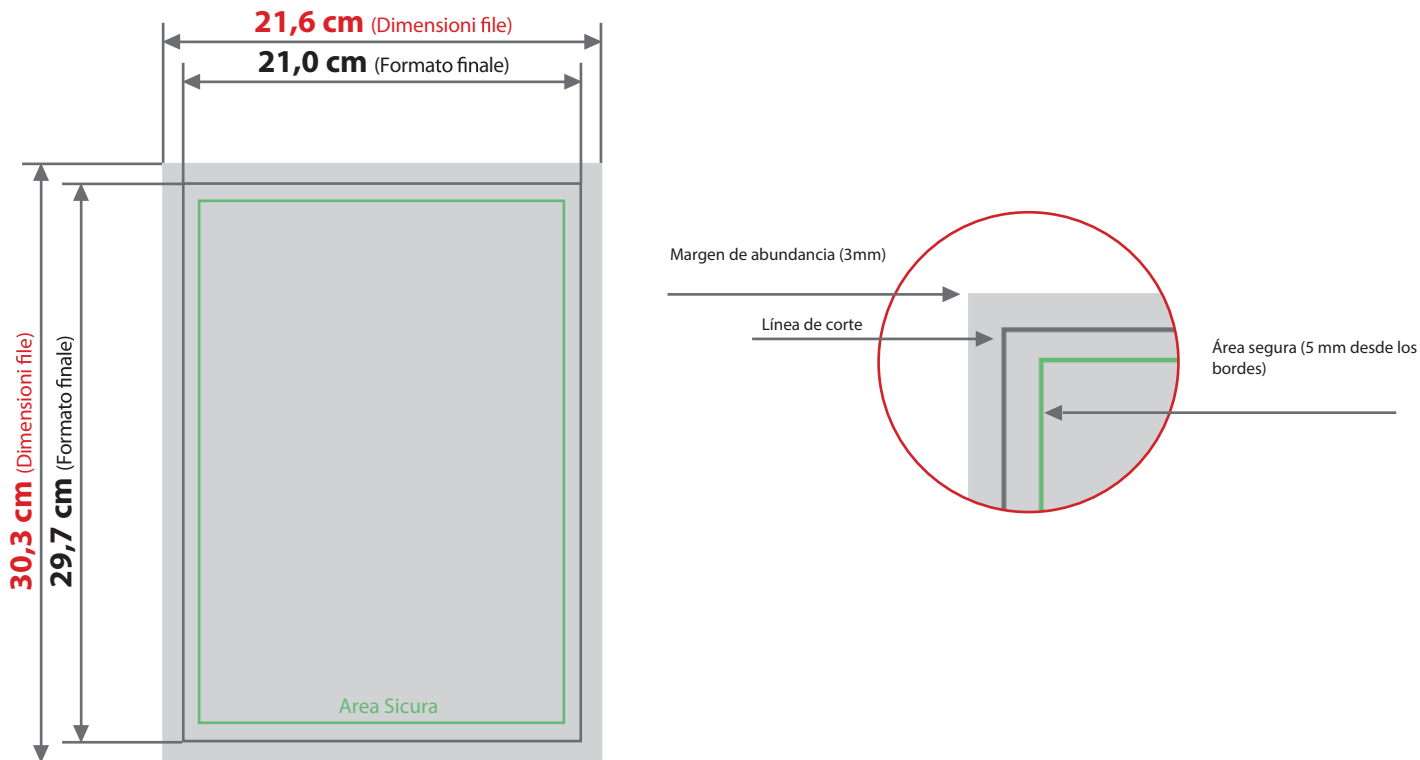 21,6 cm (Dimensioni file)
21,0 cm (Formato finale)
30,3 cm (Dimensioni file)
29,7 cm (Formato finale)
Area Sicura
Margen de abundancia (3mm)
Línea de corte
Área segura (5 mm desde los
bordes)